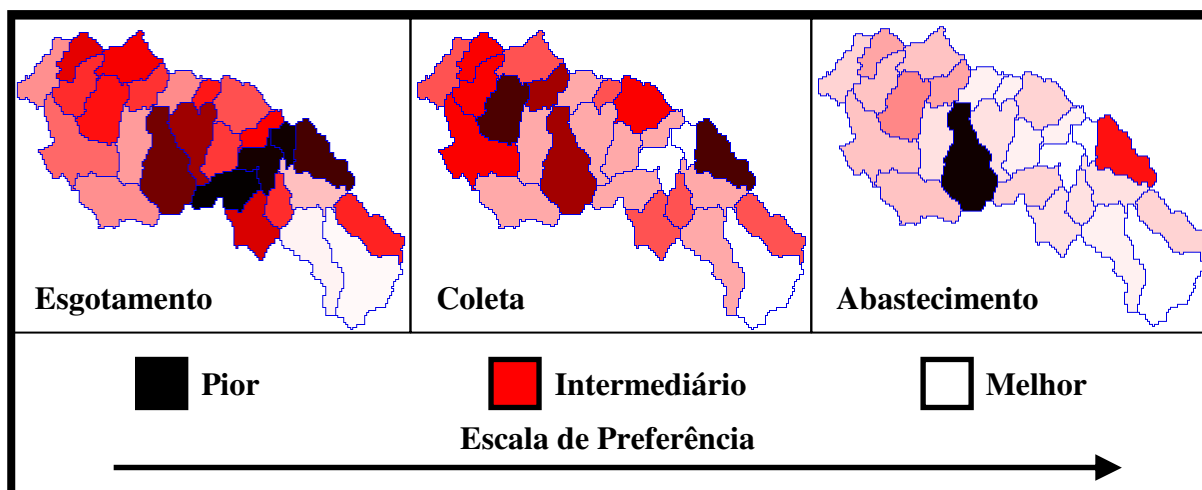 Esgotamento
Coleta
Abastecimento
Pior
Intermediário
Melhor
Escala de Preferência